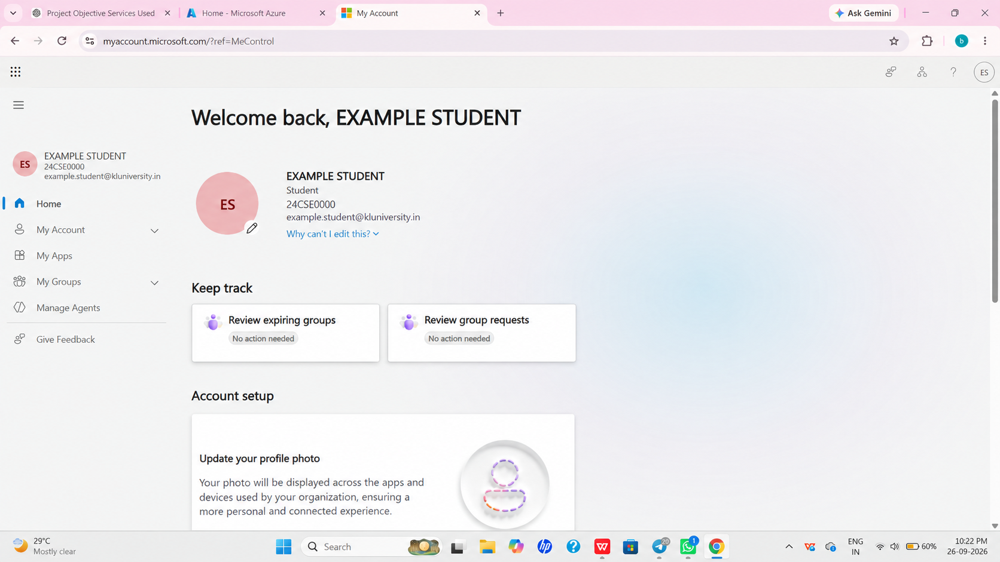 Project Objective Services Used
Home - Microsoft Azure
My Account
Ask Gemini
myaccount.microsoft.com/?ref=MeControl
b
ES
Welcome back, EXAMPLE STUDENT
ES
EXAMPLE STUDENT
24CSE0000
example.student@kluniversity.in
Home
My Account
My Apps
My Groups
Manage Agents
Give Feedback
ES
EXAMPLE STUDENT
Student
24CSE0000
example.student@kluniversity.in
Why can't I edit this?
Keep track
Review expiring groups
No action needed
Review group requests
No action needed
Account setup
Update your profile photo
Your photo will be displayed across the apps and
devices used by your organization, ensuring a
more personal and connected experience.
29°C
Mostly clear
Search
hp
20
1
ENG
IN
60%
10:22 PM
26-09-2026